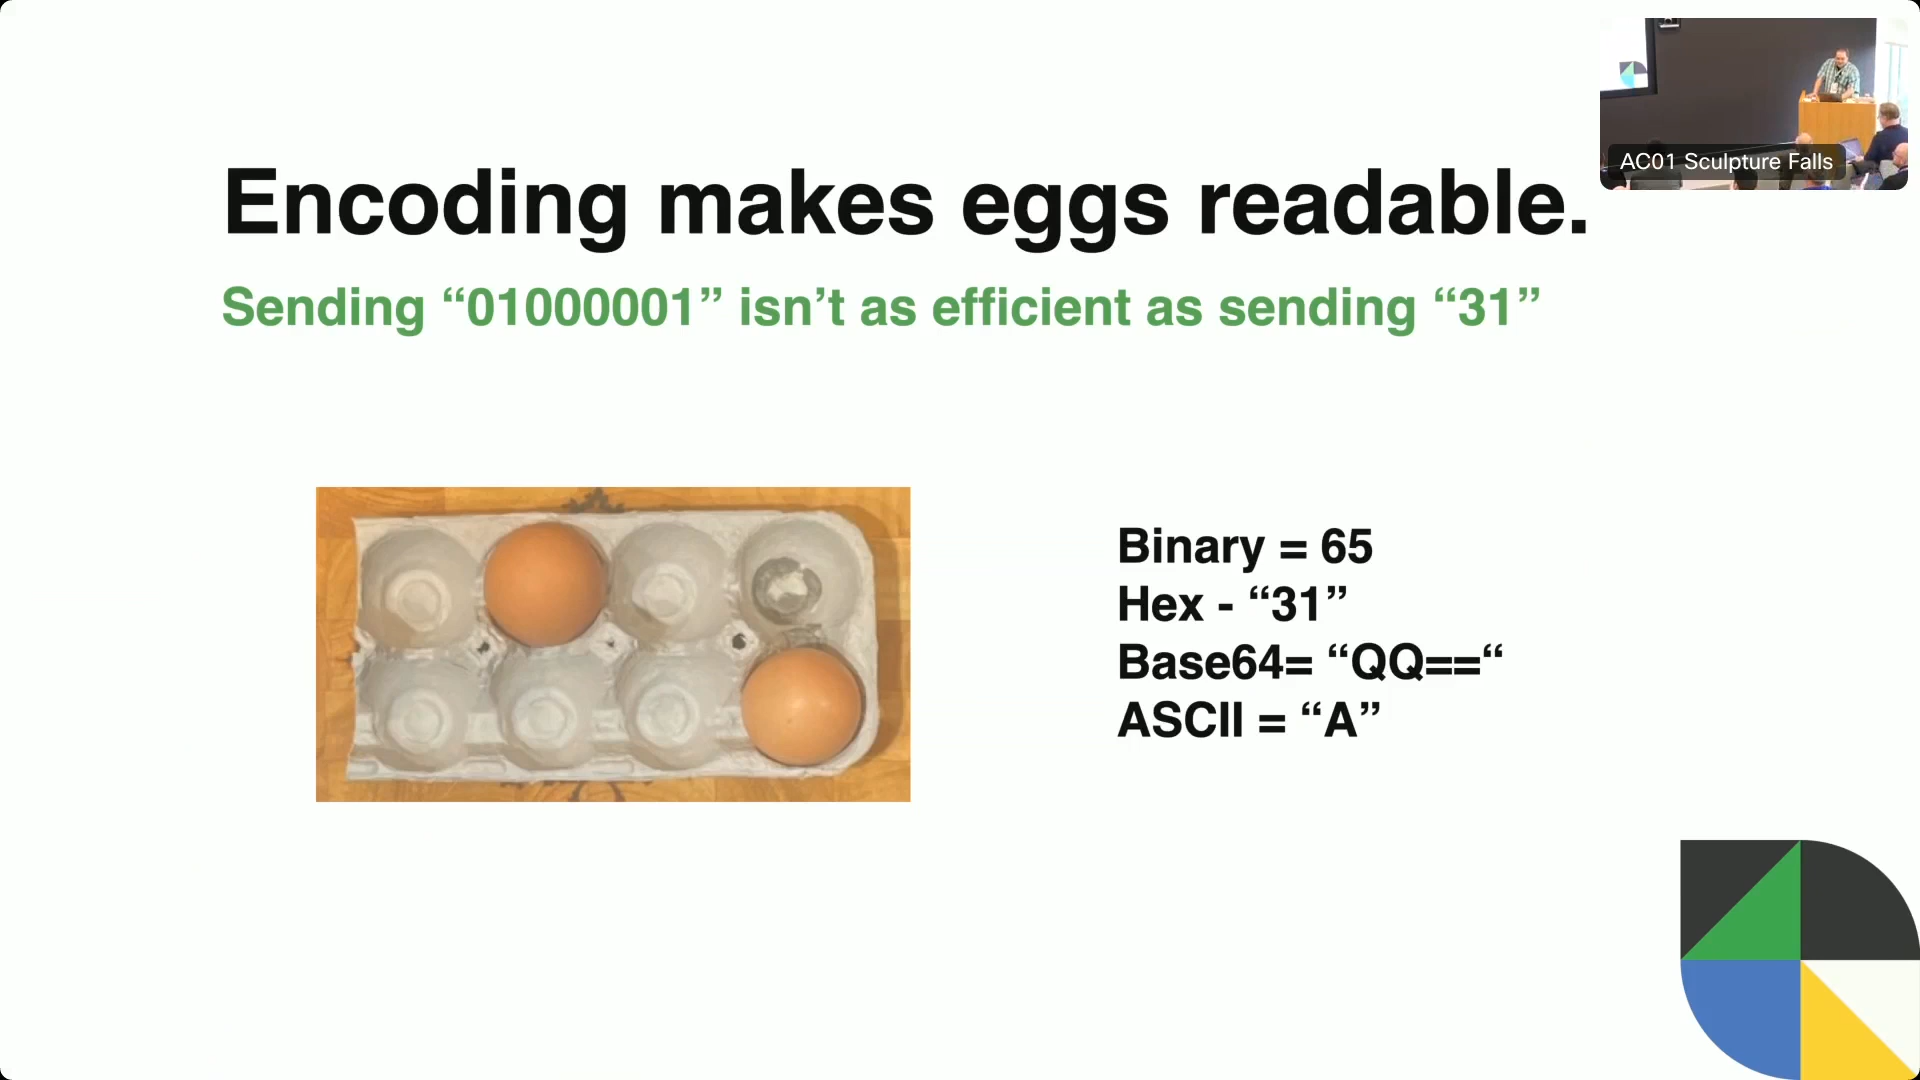 Encoding makes eggs readable.
Sending “01000001” isn’t as efficient as sending “31”
Binary = 65
Hex - “31”
Base64= “QQ==“
ASCII = “A”
AC01 Sculpture Falls